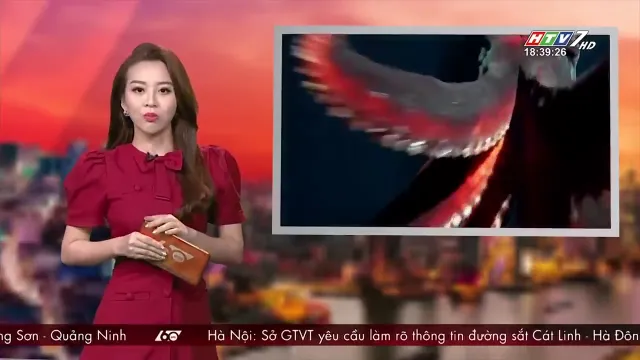 HTV7 HD
18:39:26
ng Sơn - Quảng Ninh 60 Hà Nội: Sở GTVT yêu cầu làm rõ thông tin đường sắt Cát Linh - Hà Đôn